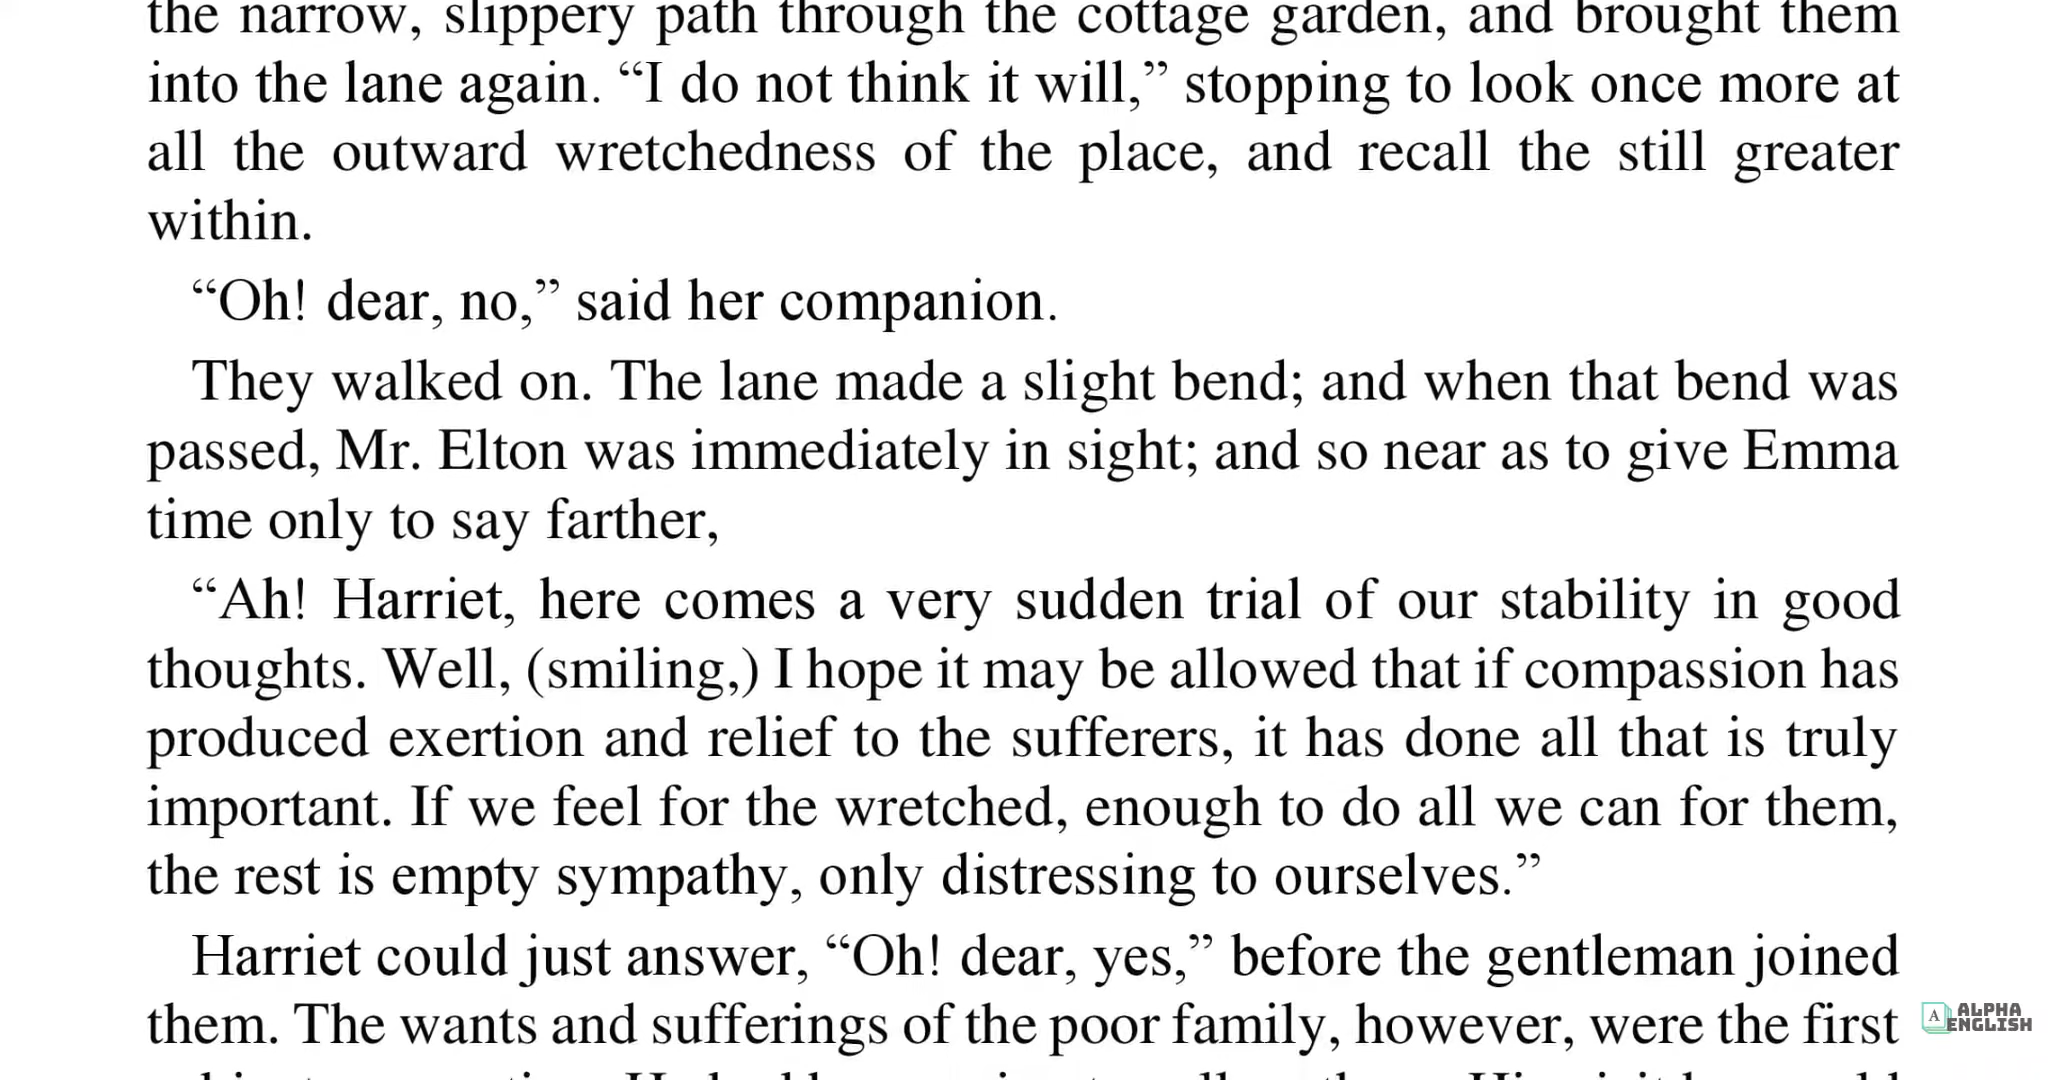 the narrow, slippery path through the cottage garden, and brought them
into the lane again. “I do not think it will,” stopping to look once more at
all the outward wretchedness of the place, and recall the still greater
within.
“Oh! dear, no,” said her companion.
They walked on. The lane made a slight bend; and when that bend was
passed, Mr. Elton was immediately in sight; and so near as to give Emma
time only to say farther,
“Ah! Harriet, here comes a very sudden trial of our stability in good
thoughts. Well, (smiling,) I hope it may be allowed that if compassion has
produced exertion and relief to the sufferers, it has done all that is truly
important. If we feel for the wretched, enough to do all we can for them,
the rest is empty sympathy, only distressing to ourselves.”
Harriet could just answer, “Oh! dear, yes,” before the gentleman joined
them. The wants and sufferings of the poor family, however, were the first
A ALPHA
ENGLISH